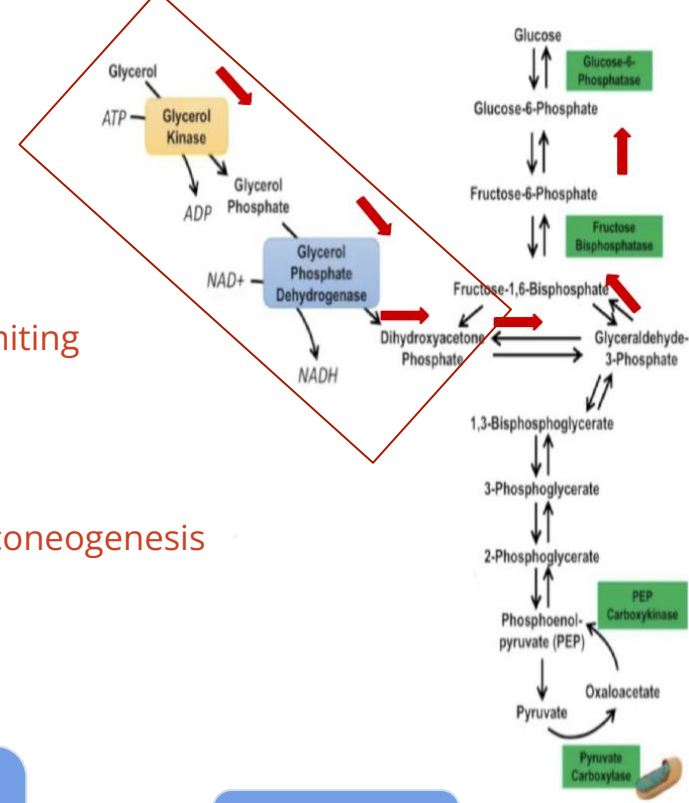 Glycerol
ATP
Glycerol
Kinase
ADP
Glycerol
Phosphate
NAD+
Glycerol
Phosphate
Dehydrogenase
NADH
Dihydroxyacetone
Phosphate
Glucose
Glucose-6-
Phosphatase
Glucose-6-Phosphate
Fructose-6-Phosphate
Fructose
Bisphosphatase
Fructose-1,6-Bisphosphate
Glyceraldehyde-
3-Phosphate
1,3-Bisphosphoglycerate
3-Phosphoglycerate
2-Phosphoglycerate
Phosphoenol-
pyruvate (PEP)
PEP
Carboxykinase
Oxaloacetate
Pyruvate
Pyruvate
Carboxylase
niting
oneogenesis